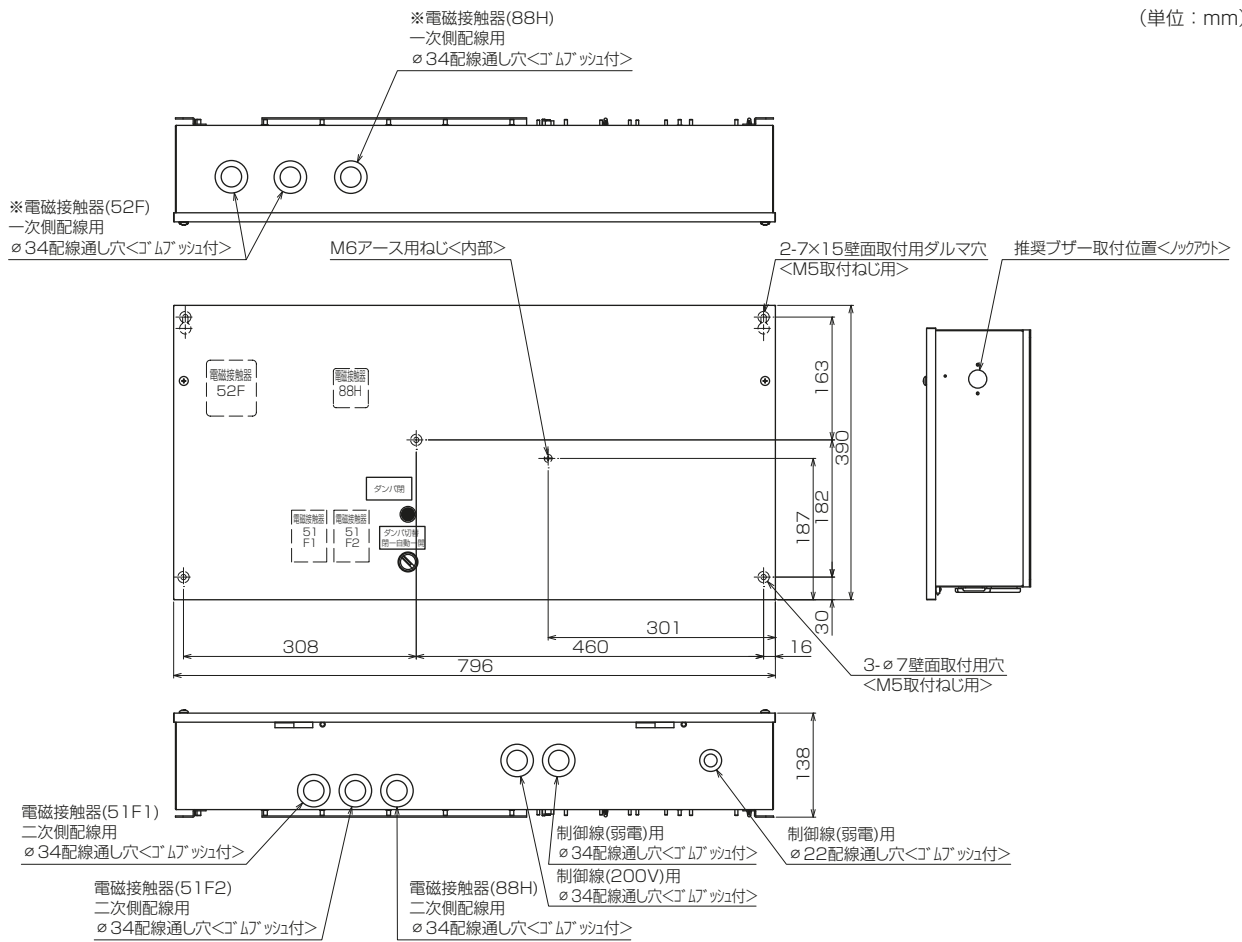 (単位:mm)
※電磁接触器(88H)
一次側配線用
ø34配線通し穴<ゴムブッシュ付>
※電磁接触器(52F)
一次側配線用
ø34配線通し穴<ゴムブッシュ付>
M6アース用ねじ<内部>
2-7×15壁面取付用ダルマ穴
<M5取付ねじ用>
推奨ブザー取付位置<ノックアウト>
電磁接触器
52F
電磁接触器
88H
163
390
182
187
30
ダンパ閉
電磁接触器
51
F1
電磁接触器
51
F2
ダンパ切替
閉ー自動ー開
301
308
460
16
796
3-ø7壁面取付用穴
<M5取付ねじ用>
138
電磁接触器(51F1)
二次側配線用
ø34配線通し穴<ゴムブッシュ付>
電磁接触器(51F2)
二次側配線用
ø34配線通し穴<ゴムブッシュ付>
電磁接触器(88H)
二次側配線用
ø34配線通し穴<ゴムブッシュ付>
制御線(弱電)用
ø34配線通し穴<ゴムブッシュ付>
制御線(200V)用
ø34配線通し穴<ゴムブッシュ付>
制御線(弱電)用
ø22配線通し穴<ゴムブッシュ付>